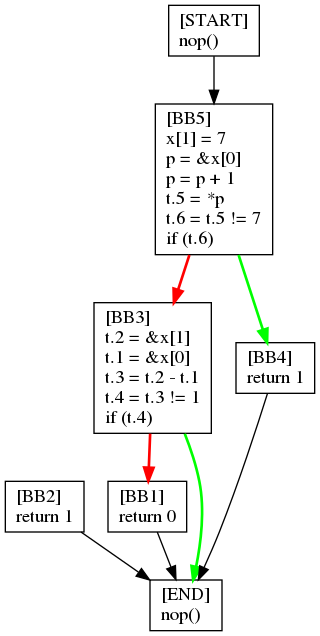 [START]
nop()
[BB5]
x[1] = 7
p = &x[0]
p = p + 1
t.5 = *p
t.6 = t.5 != 7
if (t.6)
[BB3]
t.2 = &x[1]
t.1 = &x[0]
t.3 = t.2 - t.1
t.4 = t.3 != 1
if (t.4)
[BB4]
return 1
[BB2]
return 1
[BB1]
return 0
[END]
nop()